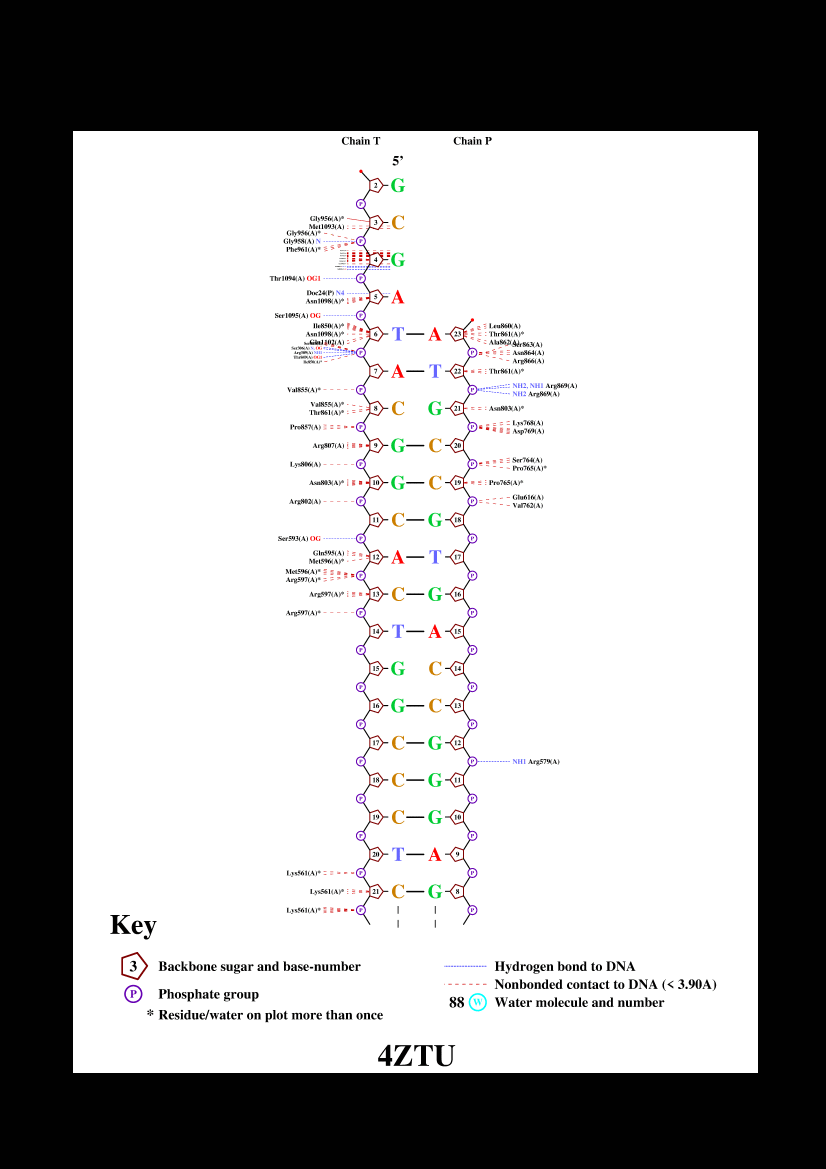 Chain T Chain P
5’
2 G
P
Gly956(A)* 3 C
Met1093(A)
Gly956(A)*
Gly958(A) N P
Phe961(A)*
4 G
Thr1094(A) OG1 P
Doc24(P) N4
5 A
Asn1098(A)*
Ser1095(A) OG P
Ile850(A)* Leu860(A)
Asn1098(A)* 6 T A 23 Thr861(A)*
Gln1102(A) Ala862(A)
Ser863(A)
P P Asn864(A)
Arg866(A)
7 A T 22 Thr861(A)*
Val855(A)* P P NH2, NH1 Arg869(A)
NH2 Arg869(A)
Val855(A)* 8 C G 21 Asn803(A)*
Thr861(A)*
Pro857(A) P P Lys768(A)
Asp769(A)
Arg807(A) 9 G C 20
Lys806(A) P P Ser764(A)
Pro765(A)*
Asn803(A)* 10 G C 19 Pro765(A)*
Arg802(A) P P Glu616(A)
Val762(A)
11 C G 18
Ser593(A) OG P P
Gln595(A) 12 A T 17
Met596(A)*
Met596(A)* P P
Arg597(A)*
Arg597(A)* 13 C G 16
Arg597(A)* P P
14 T A 15
P P
15 G C 14
P P
16 G C 13
P P
17 C G 12
P P NH1 Arg579(A)
18 C G 11
P P
19 C G 10
P P
20 T A 9
Lys561(A)* P P
Lys561(A)* 21 C G 8
Lys561(A)* P P
Key
3 Backbone sugar and base-number
P Phosphate group
* Residue/water on plot more than once
Hydrogen bond to DNA
Nonbonded contact to DNA (< 3.90A)
88 W Water molecule and number
4ZTU